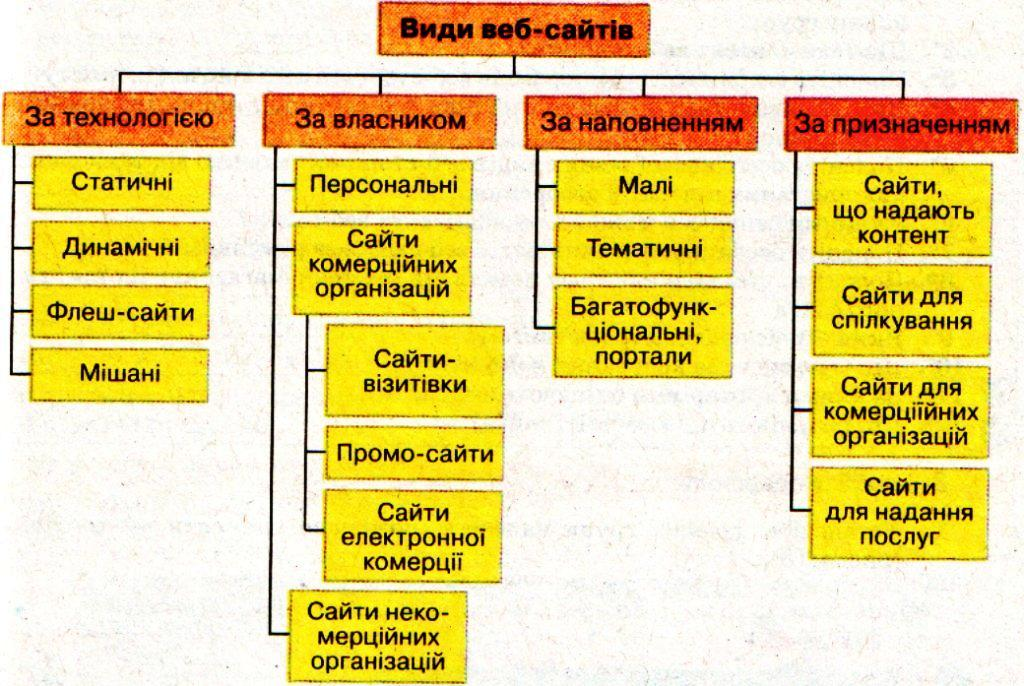 Види веб-сайтів
За технологією
Статичні
Динамічні
Флеш-сайти
Мішані
За власником
Персональні
Сайти
комерційних
організацій
Сайти-
візитівки
Промо-сайти
Сайти
електронної
комерції
Сайти неко-
мерційних
організацій
За наповненням
Малі
Тематичні
Багатофунк-
ціональні,
портали
За призначенням
Сайти,
що надають
контент
Сайти для
спілкування
Сайти для
комерціійних
організацій
Сайти
для надання
послуг